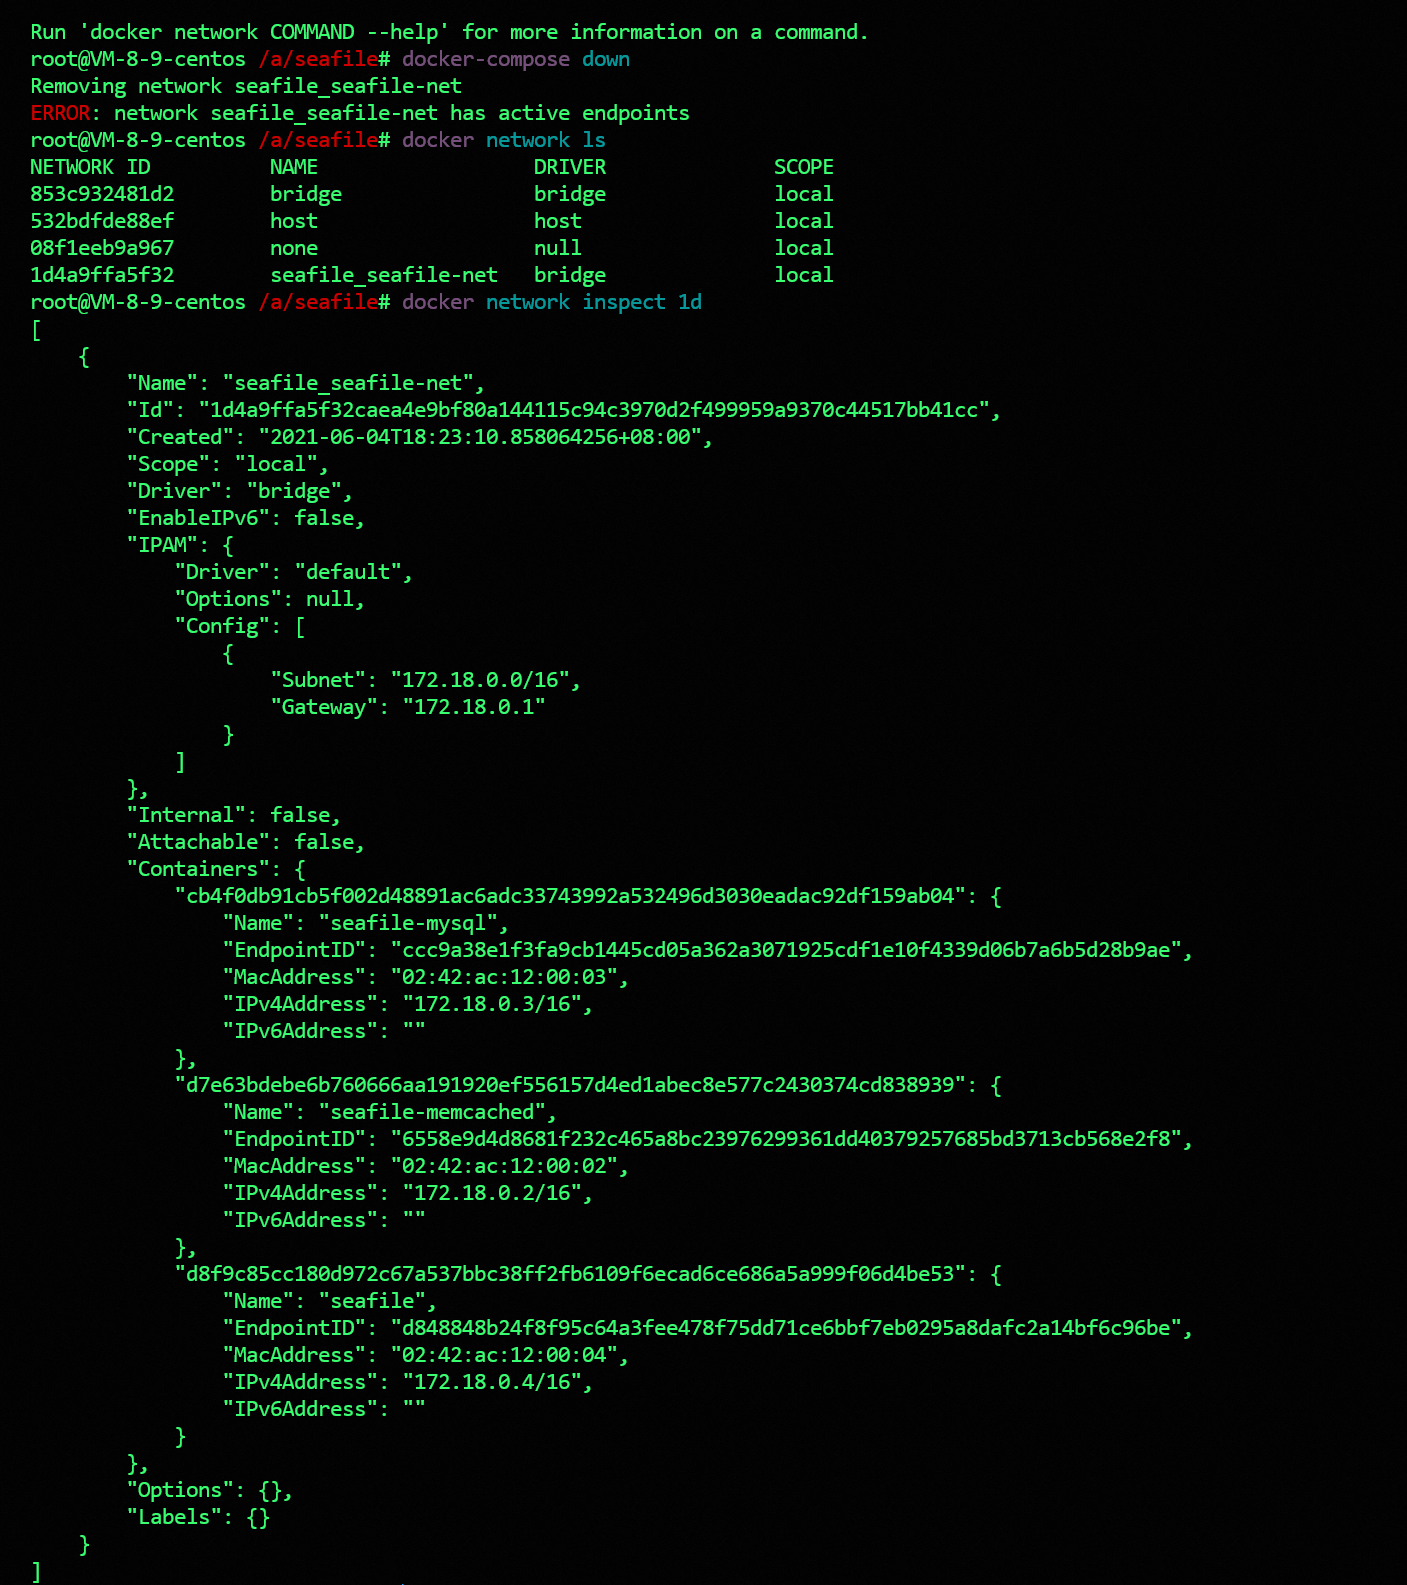 Run 'docker network COMMAND --help' for more information on a command.
root@VM-8-9-centos /a/seafile# docker-compose down
Removing network seafile_seafile-net
ERROR: network seafile_seafile-net has active endpoints
root@VM-8-9-centos /a/seafile# docker network ls
NETWORK ID          NAME                  DRIVER              SCOPE
853c932481d2        bridge                bridge              local
532bdfde88ef        host                  host                local
08f1eeb9a967        none                  null                local
1d4a9ffa5f32        seafile_seafile-net   bridge              local
root@VM-8-9-centos /a/seafile# docker network inspect 1d
[
    {
        "Name": "seafile_seafile-net",
        "Id": "1d4a9ffa5f32caea4e9bf80a144115c94c3970d2f499959a9370c44517bb41cc",
        "Created": "2021-06-04T18:23:10.858064256+08:00",
        "Scope": "local",
        "Driver": "bridge",
        "EnableIPv6": false,
        "IPAM": {
            "Driver": "default",
            "Options": null,
            "Config": [
                {
                    "Subnet": "172.18.0.0/16",
                    "Gateway": "172.18.0.1"
                }
            ]
        },
        "Internal": false,
        "Attachable": false,
        "Containers": {
            "cb4f0db91cb5f002d48891ac6adc33743992a532496d3030eadac92df159ab04": {
                "Name": "seafile-mysql",
                "EndpointID": "ccc9a38e1f3fa9cb1445cd05a362a3071925cdf1e10f4339d06b7a6b5d28b9ae",
                "MacAddress": "02:42:ac:12:00:03",
                "IPv4Address": "172.18.0.3/16",
                "IPv6Address": ""
            },
            "d7e63bdebe6b760666aa191920ef556157d4ed1abec8e577c2430374cd838939": {
                "Name": "seafile-memcached",
                "EndpointID": "6558e9d4d8681f232c465a8bc23976299361dd40379257685bd3713cb568e2f8",
                "MacAddress": "02:42:ac:12:00:02",
                "IPv4Address": "172.18.0.2/16",
                "IPv6Address": ""
            },
            "d8f9c85cc180d972c67a537bbc38ff2fb6109f6ecad6ce686a5a999f06d4be53": {
                "Name": "seafile",
                "EndpointID": "d848848b24f8f95c64a3fee478f75dd71ce6bbf7eb0295a8dafc2a14bf6c96be",
                "MacAddress": "02:42:ac:12:00:04",
                "IPv4Address": "172.18.0.4/16",
                "IPv6Address": ""
            }
        },
        "Options": {},
        "Labels": {}
    }
]